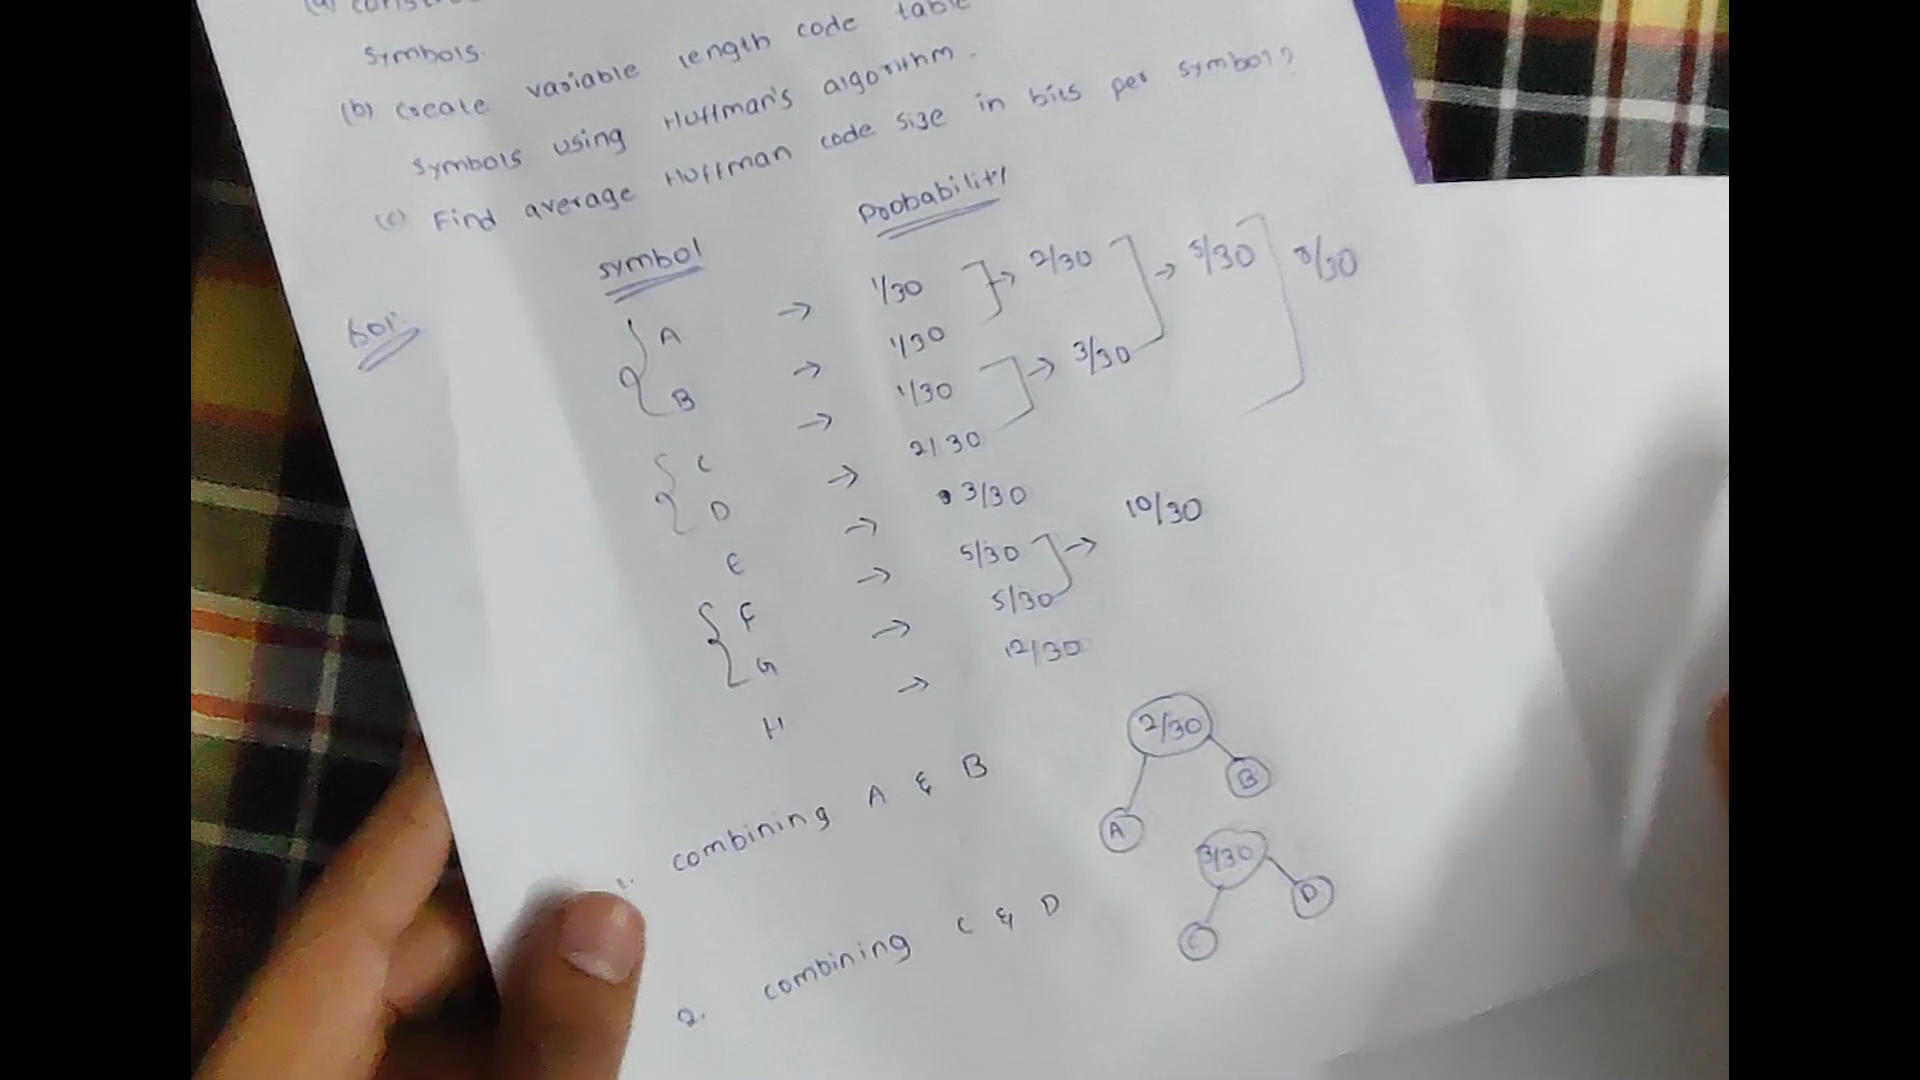 symbols.
(b) Create variable length code table
symbols using Huffman's algorithm.
(c) Find average Huffman code size in bits per symbol?
Sol:
symbol Probability
A → 1/30 → 2/30 → 5/30 8/30
B → 1/30
C → 1/30 → 3/30
D → 2/30
E → 3/30
F → 5/30 → 10/30
G → 5/30
H → 12/30
1. combining A & B
2/30
A B
2. combining C & D
3/30
C D